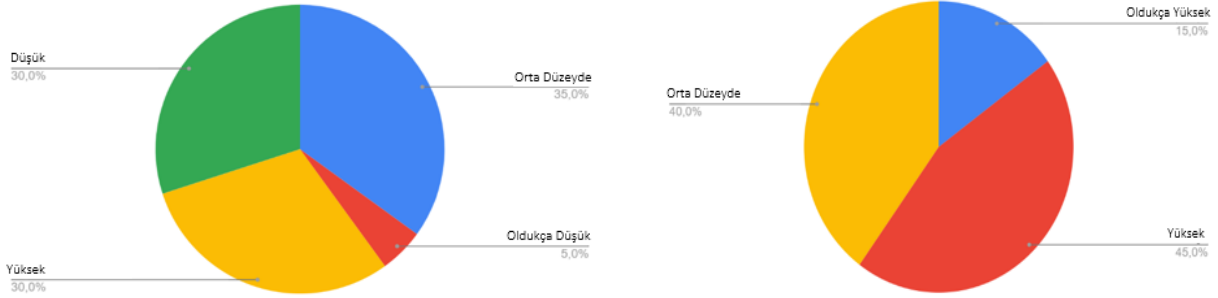 Düşük
30,0%
Orta Düzeyde
35,0%
Oldukça Düşük
5,0%
Yüksek
30,0%
Oldukça Yüksek
15,0%
Orta Düzeyde
40,0%
Yüksek
45,0%